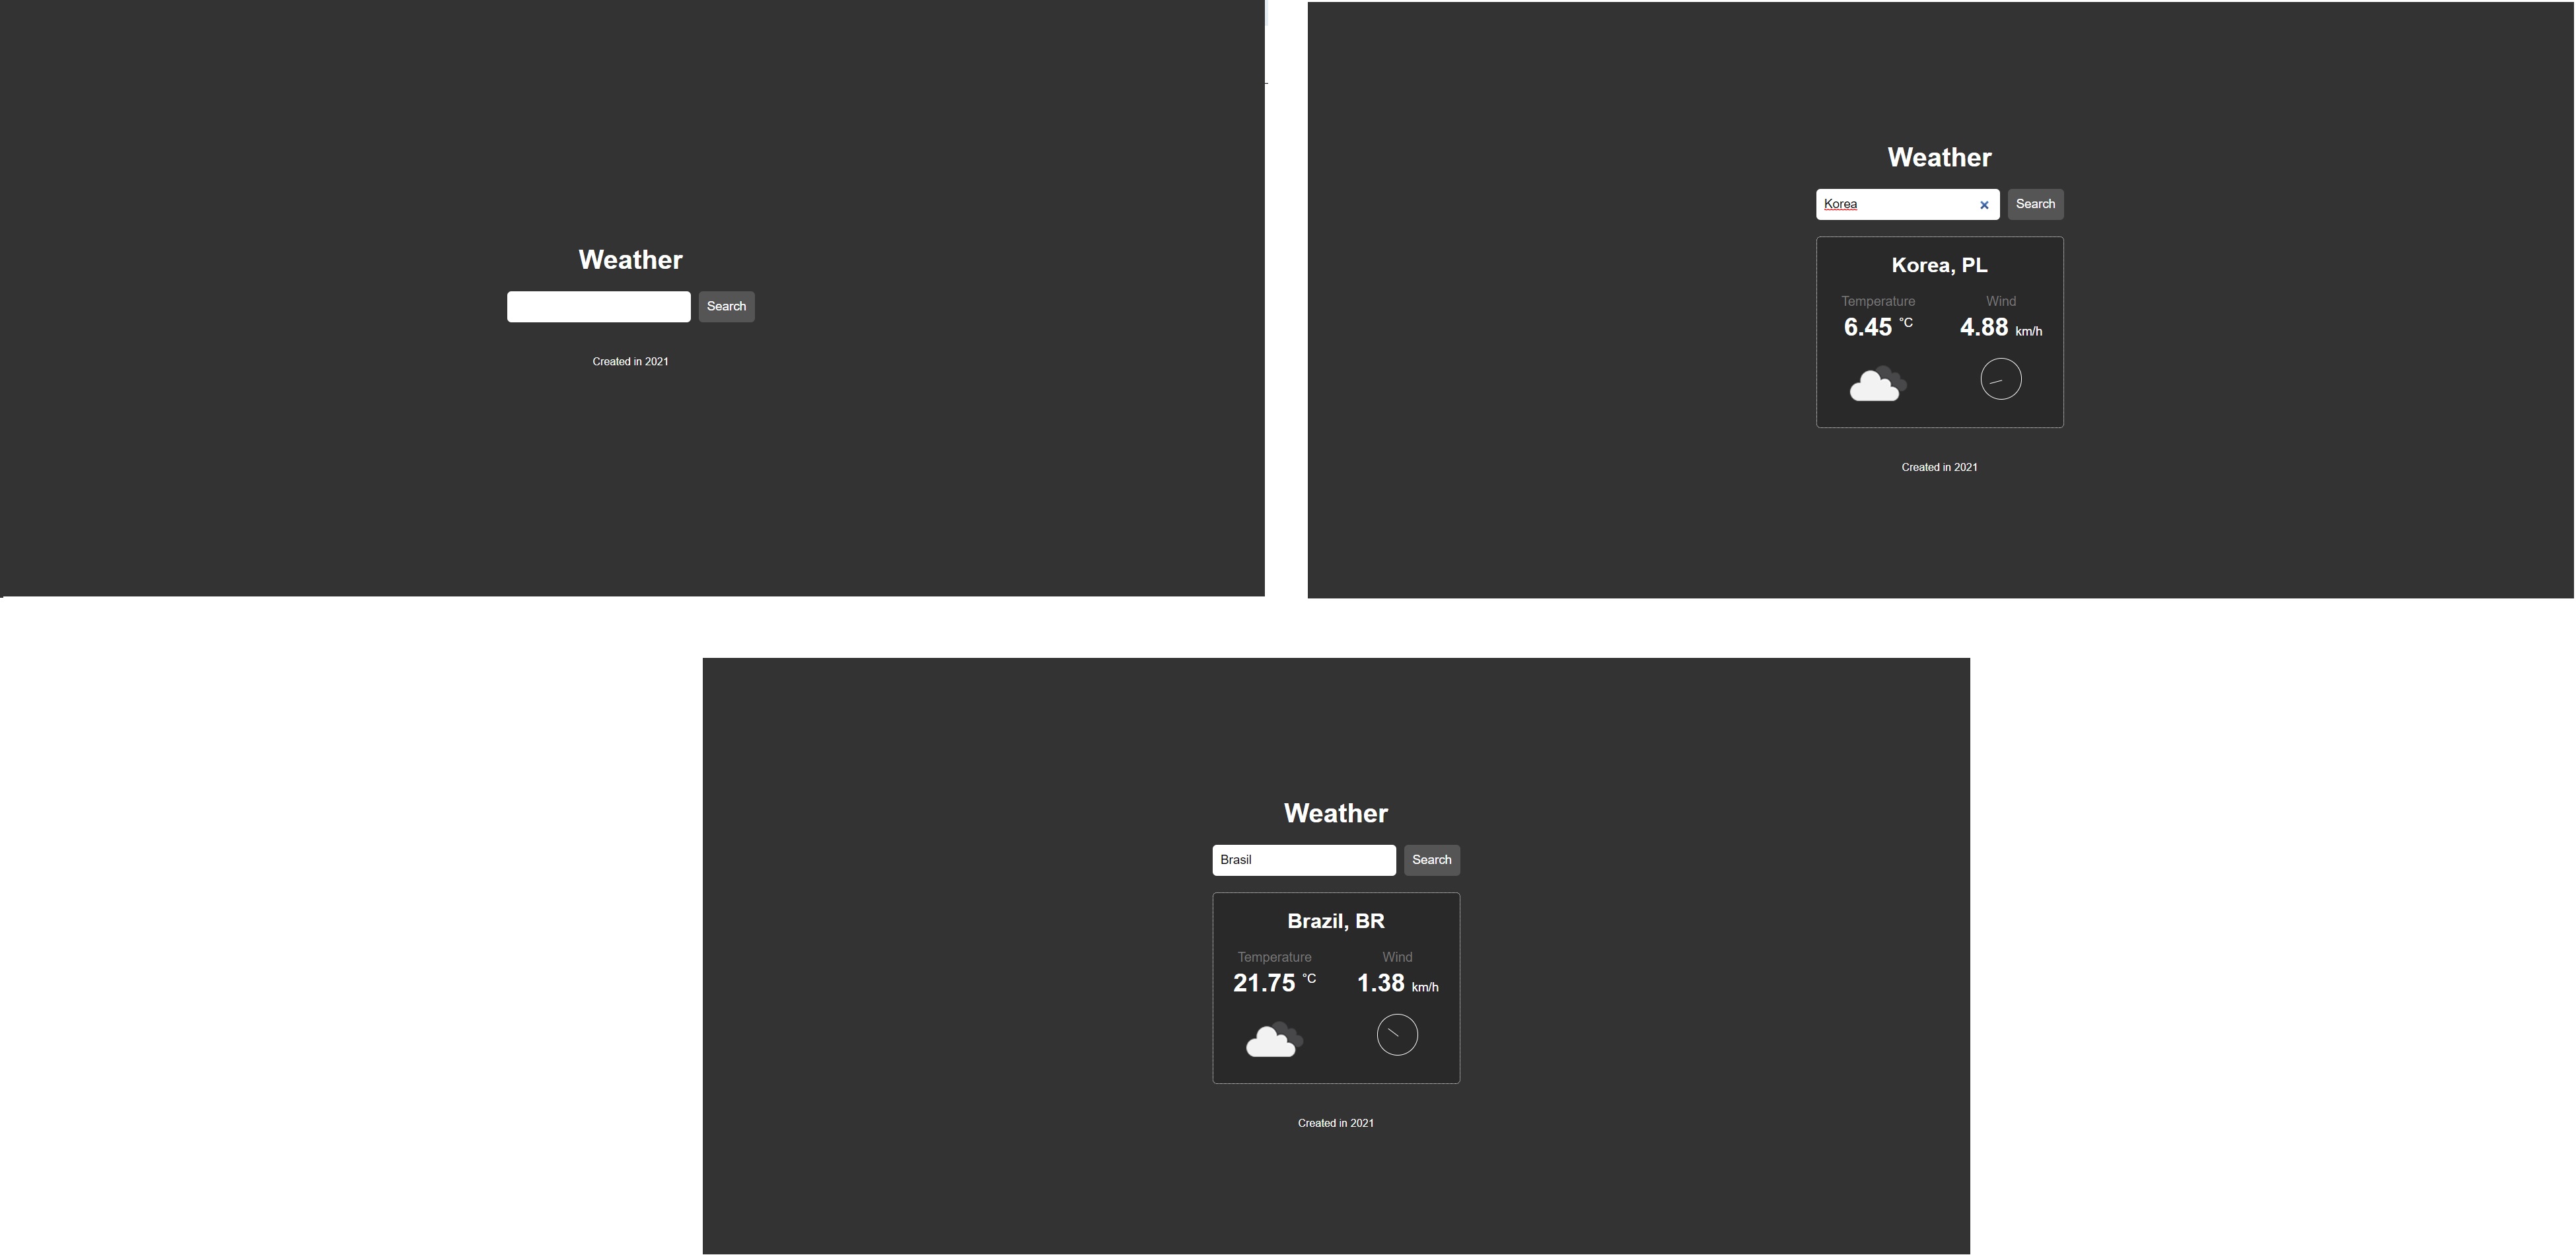 Weather
Search
Created in 2021
Weather
Korea × Search
Korea, PL
Temperature Wind
6.45 °C 4.88 km/h
Created in 2021
Weather
Brasil Search
Brazil, BR
Temperature Wind
21.75 °C 1.38 km/h
Created in 2021